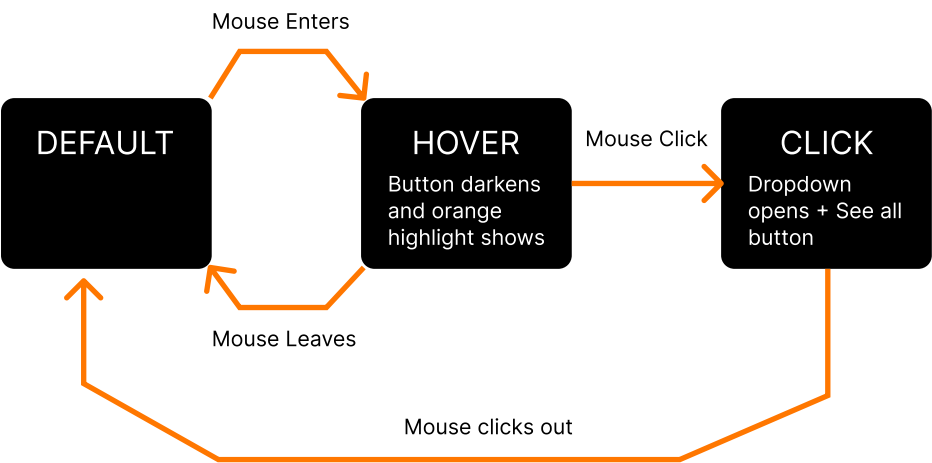 Mouse Enters
DEFAULT
HOVER
Button darkens
and orange
highlight shows
Mouse Click
CLICK
Dropdown
opens + See all
button
Mouse Leaves
Mouse clicks out